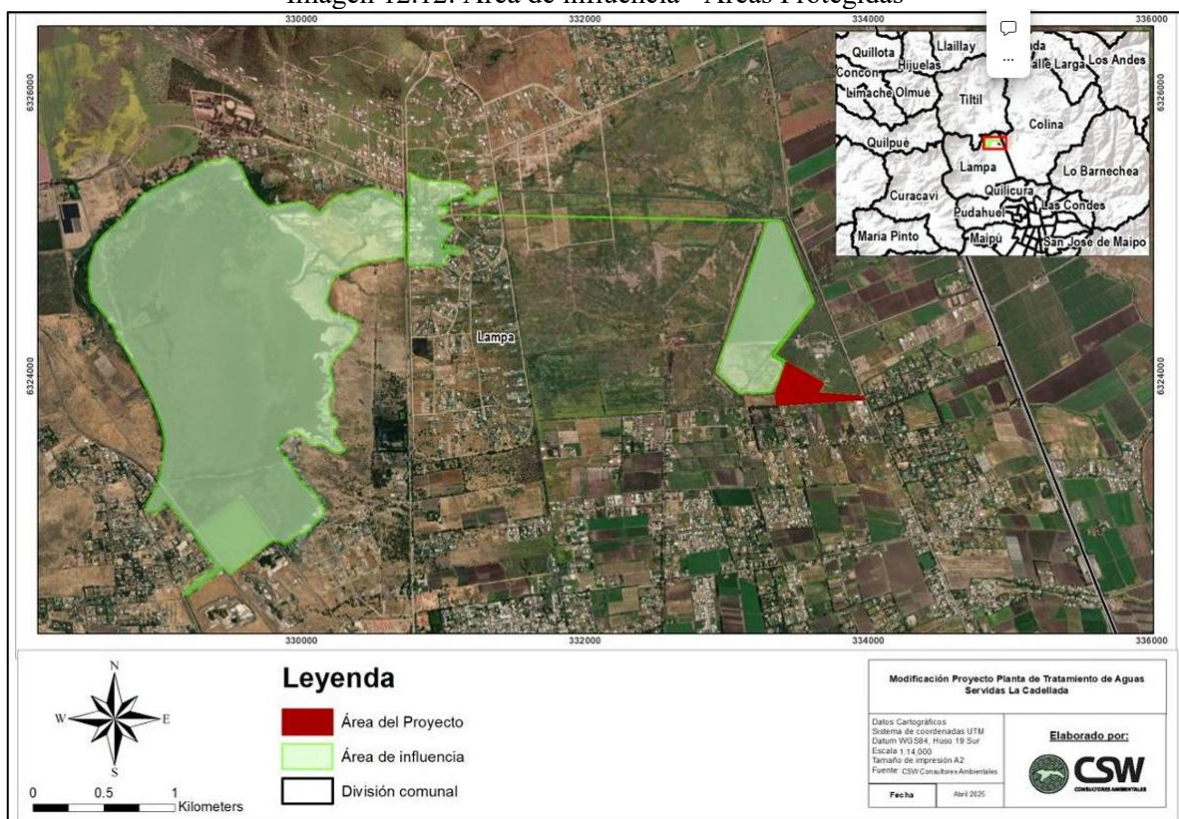 Imagen 12.12. Área de influencia - Áreas Protegidas
330000
332000
334000
336000
6326000
6326000
6324000
6324000
Quillota
Llaillay
Hijuelas
Los Andes
Concón
Limache
Olmué
Tiltil
Colina
Quilpué
Lampa
Lo Barnechea
Curacaví
Quilicura
Las Condes
Pudahuel
María Pinto
Maipú
San José de Maipo
...
Lampa
330000
332000
334000
336000
N
W
E
S
0 0.5 1
Kilometers
Leyenda
Área del Proyecto
Área de influencia
División comunal
Modificación Proyecto Planta de Tratamiento de Aguas
Servidas La Cadellada
Datos Cartográficos
Sistema de coordenadas UTM
Datum WGS84, Huso 19 Sur
Escala 1:14,000
Tamaño de impresión A2
Fuente: CSW Consultores Ambientales
Fecha
Abril 2025
Elaborado por:
CSW
CONSULTORES AMBIENTALES